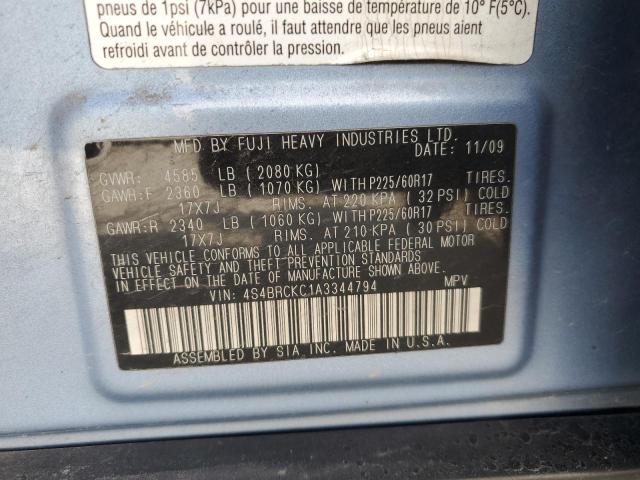 pneus de 1psi (7kPa) pour une baisse de température de 10° F(5°C).
Quand le véhicule a roulé, il faut attendre que les pneus aient
refroidi avant de contrôler la pression.
MFD BY FUJI HEAVY INDUSTRIES LTD.
DATE: 11/09
GVWR: 4585 LB (2080 KG)
GAWR:F 2360 LB (1070 KG) WITH P225/60R17 TIRES.
17X7J RIMS. AT 220 KPA (32 PSI) COLD
GAWR:R 2340 LB (1060 KG) WITH P225/60R17 TIRES.
17X7J RIMS. AT 210 KPA (30 PSI) COLD
THIS VEHICLE CONFORMS TO ALL APPLICABLE FEDERAL MOTOR
VEHICLE SAFETY AND THEFT PREVENTION STANDARDS
IN EFFECT ON THE DATE OF MANUFACTURE SHOWN ABOVE.
VIN: 4S4BRCKC1A3344794 MPV
ASSEMBLED BY SIA INC. MADE IN U.S.A.